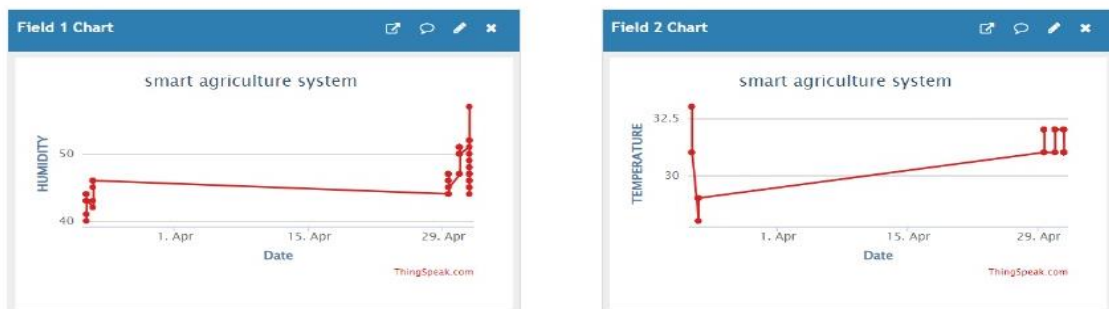 Field 1 Chart
smart agriculture system
HUMIDITY
50
40
1. Apr
15. Apr
29. Apr
Date
ThingSpeak.com
Field 2 Chart
smart agriculture system
TEMPERATURE
32.5
30
1. Apr
15. Apr
29. Apr
Date
ThingSpeak.com